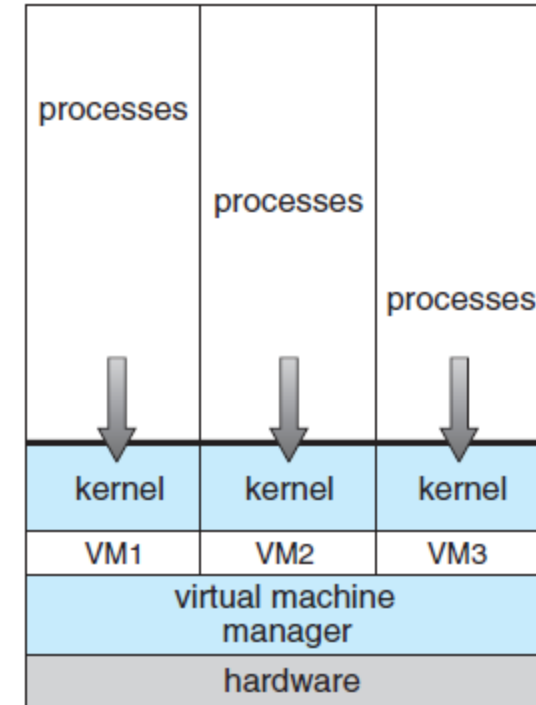 processes
processes
processes
kernel kernel kernel
VM1 VM2 VM3
virtual machine
manager
hardware